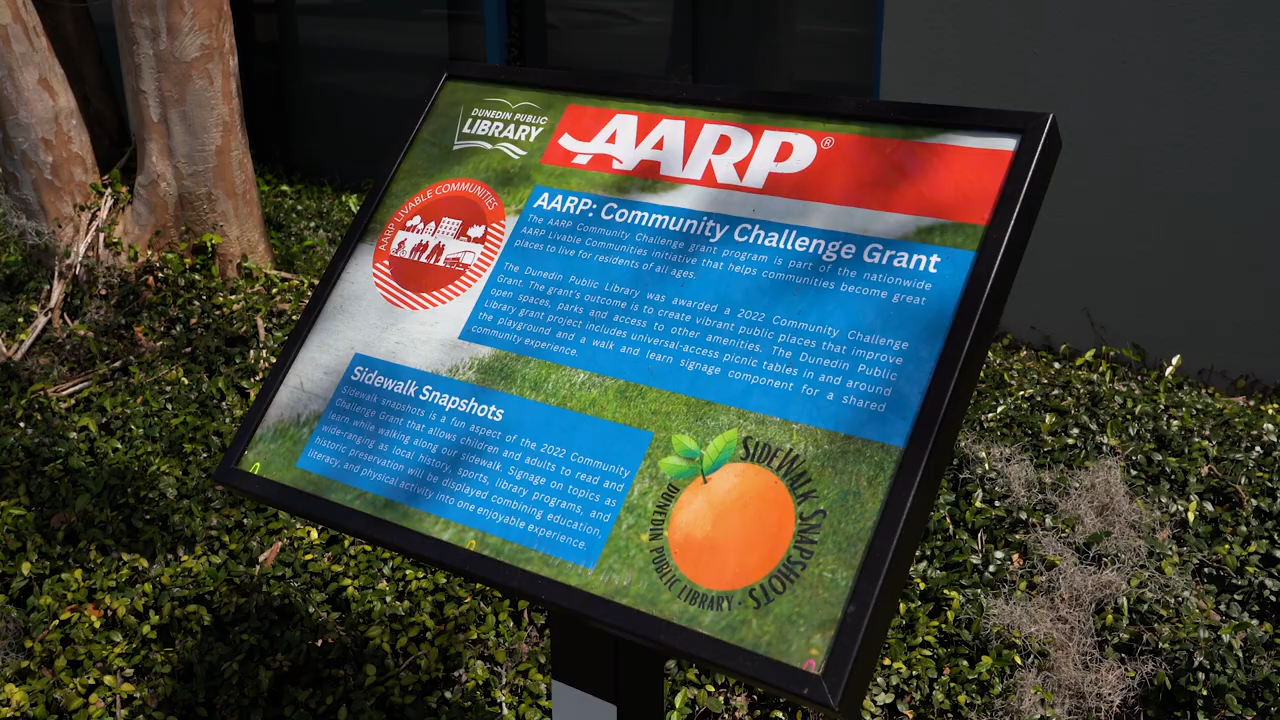 DUNEDIN PUBLIC
LIBRARY
AARP®
AARP LIVABLE COMMUNITIES
AARP: Community Challenge Grant
The AARP Community Challenge grant program is part of the nationwide
AARP Livable Communities initiative that helps communities become great
places to live for residents of all ages.
The Dunedin Public Library was awarded a 2022 Community Challenge
Grant. The grant's outcome is to create vibrant public places that improve
open spaces, parks and access to other amenities. The Dunedin Public
Library grant project includes universal-access picnic tables in and around
the playground and a walk and learn signage component for a shared
community experience.
Sidewalk Snapshots
Sidewalk snapshots is a fun aspect of the 2022 Community
Challenge Grant that allows children and adults to read and
learn while walking along our sidewalk. Signage on topics as
wide-ranging as local history, sports, library programs, and
historic preservation will be displayed combining education,
literacy, and physical activity into one enjoyable experience.
SIDEWALK SNAPSHOTS
DUNEDIN PUBLIC LIBRARY ·